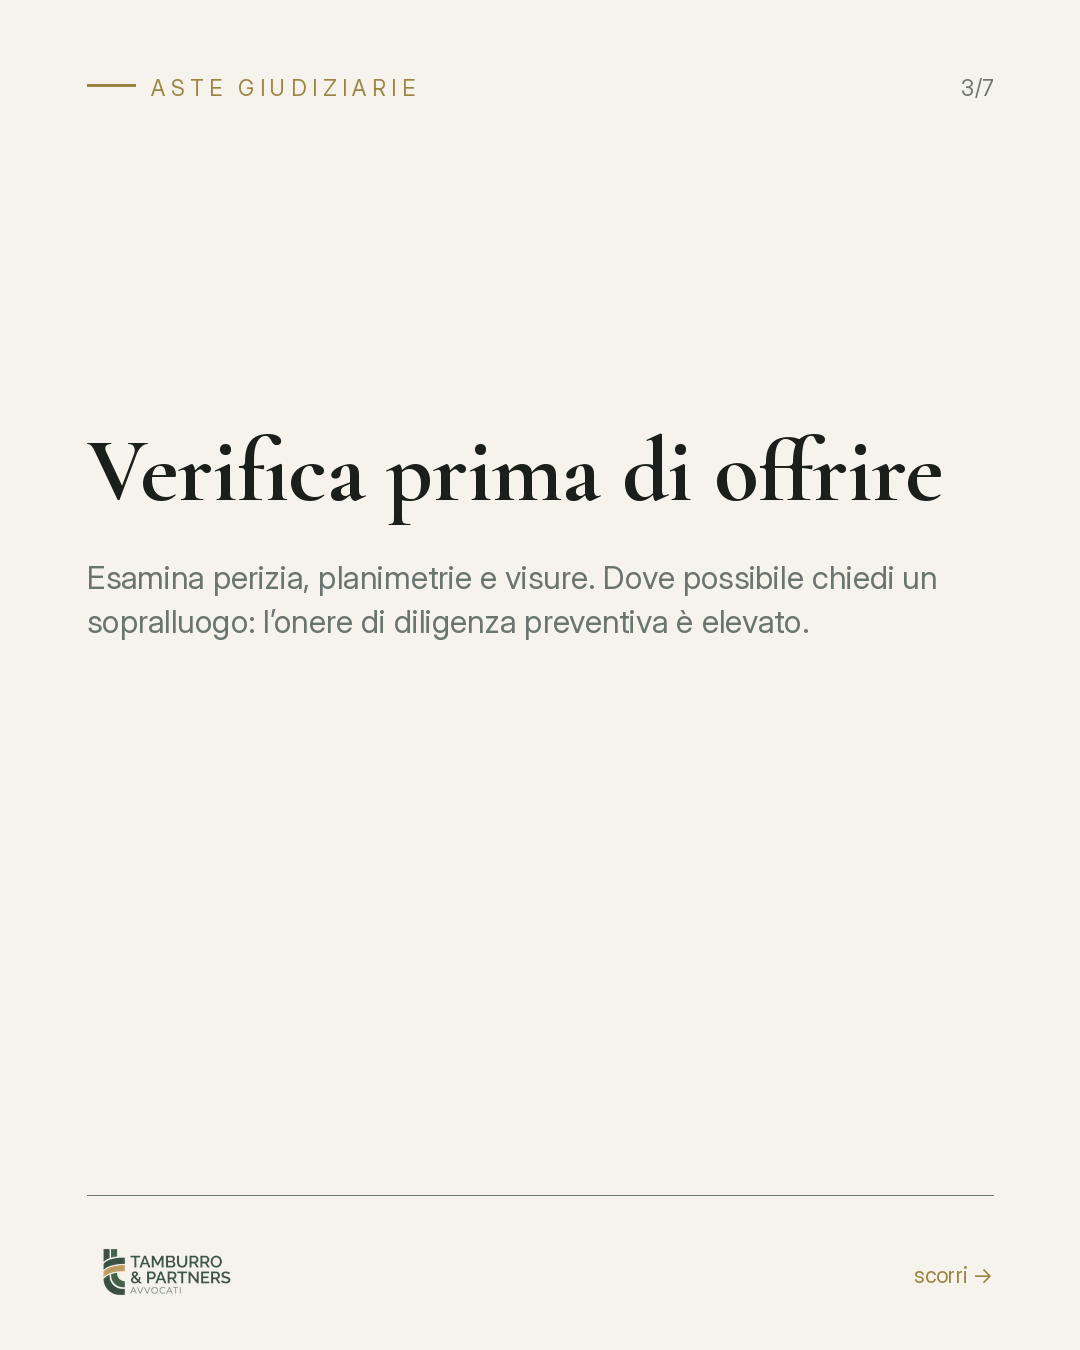 ASTE GIUDIZIARIE
3/7
Verifica prima di offrire
Esamina perizia, planimetrie e visure. Dove possibile chiedi un
sopralluogo: l’onere di diligenza preventiva è elevato.
TAMBURRO
& PARTNERS
AVVOCATI
scorri →